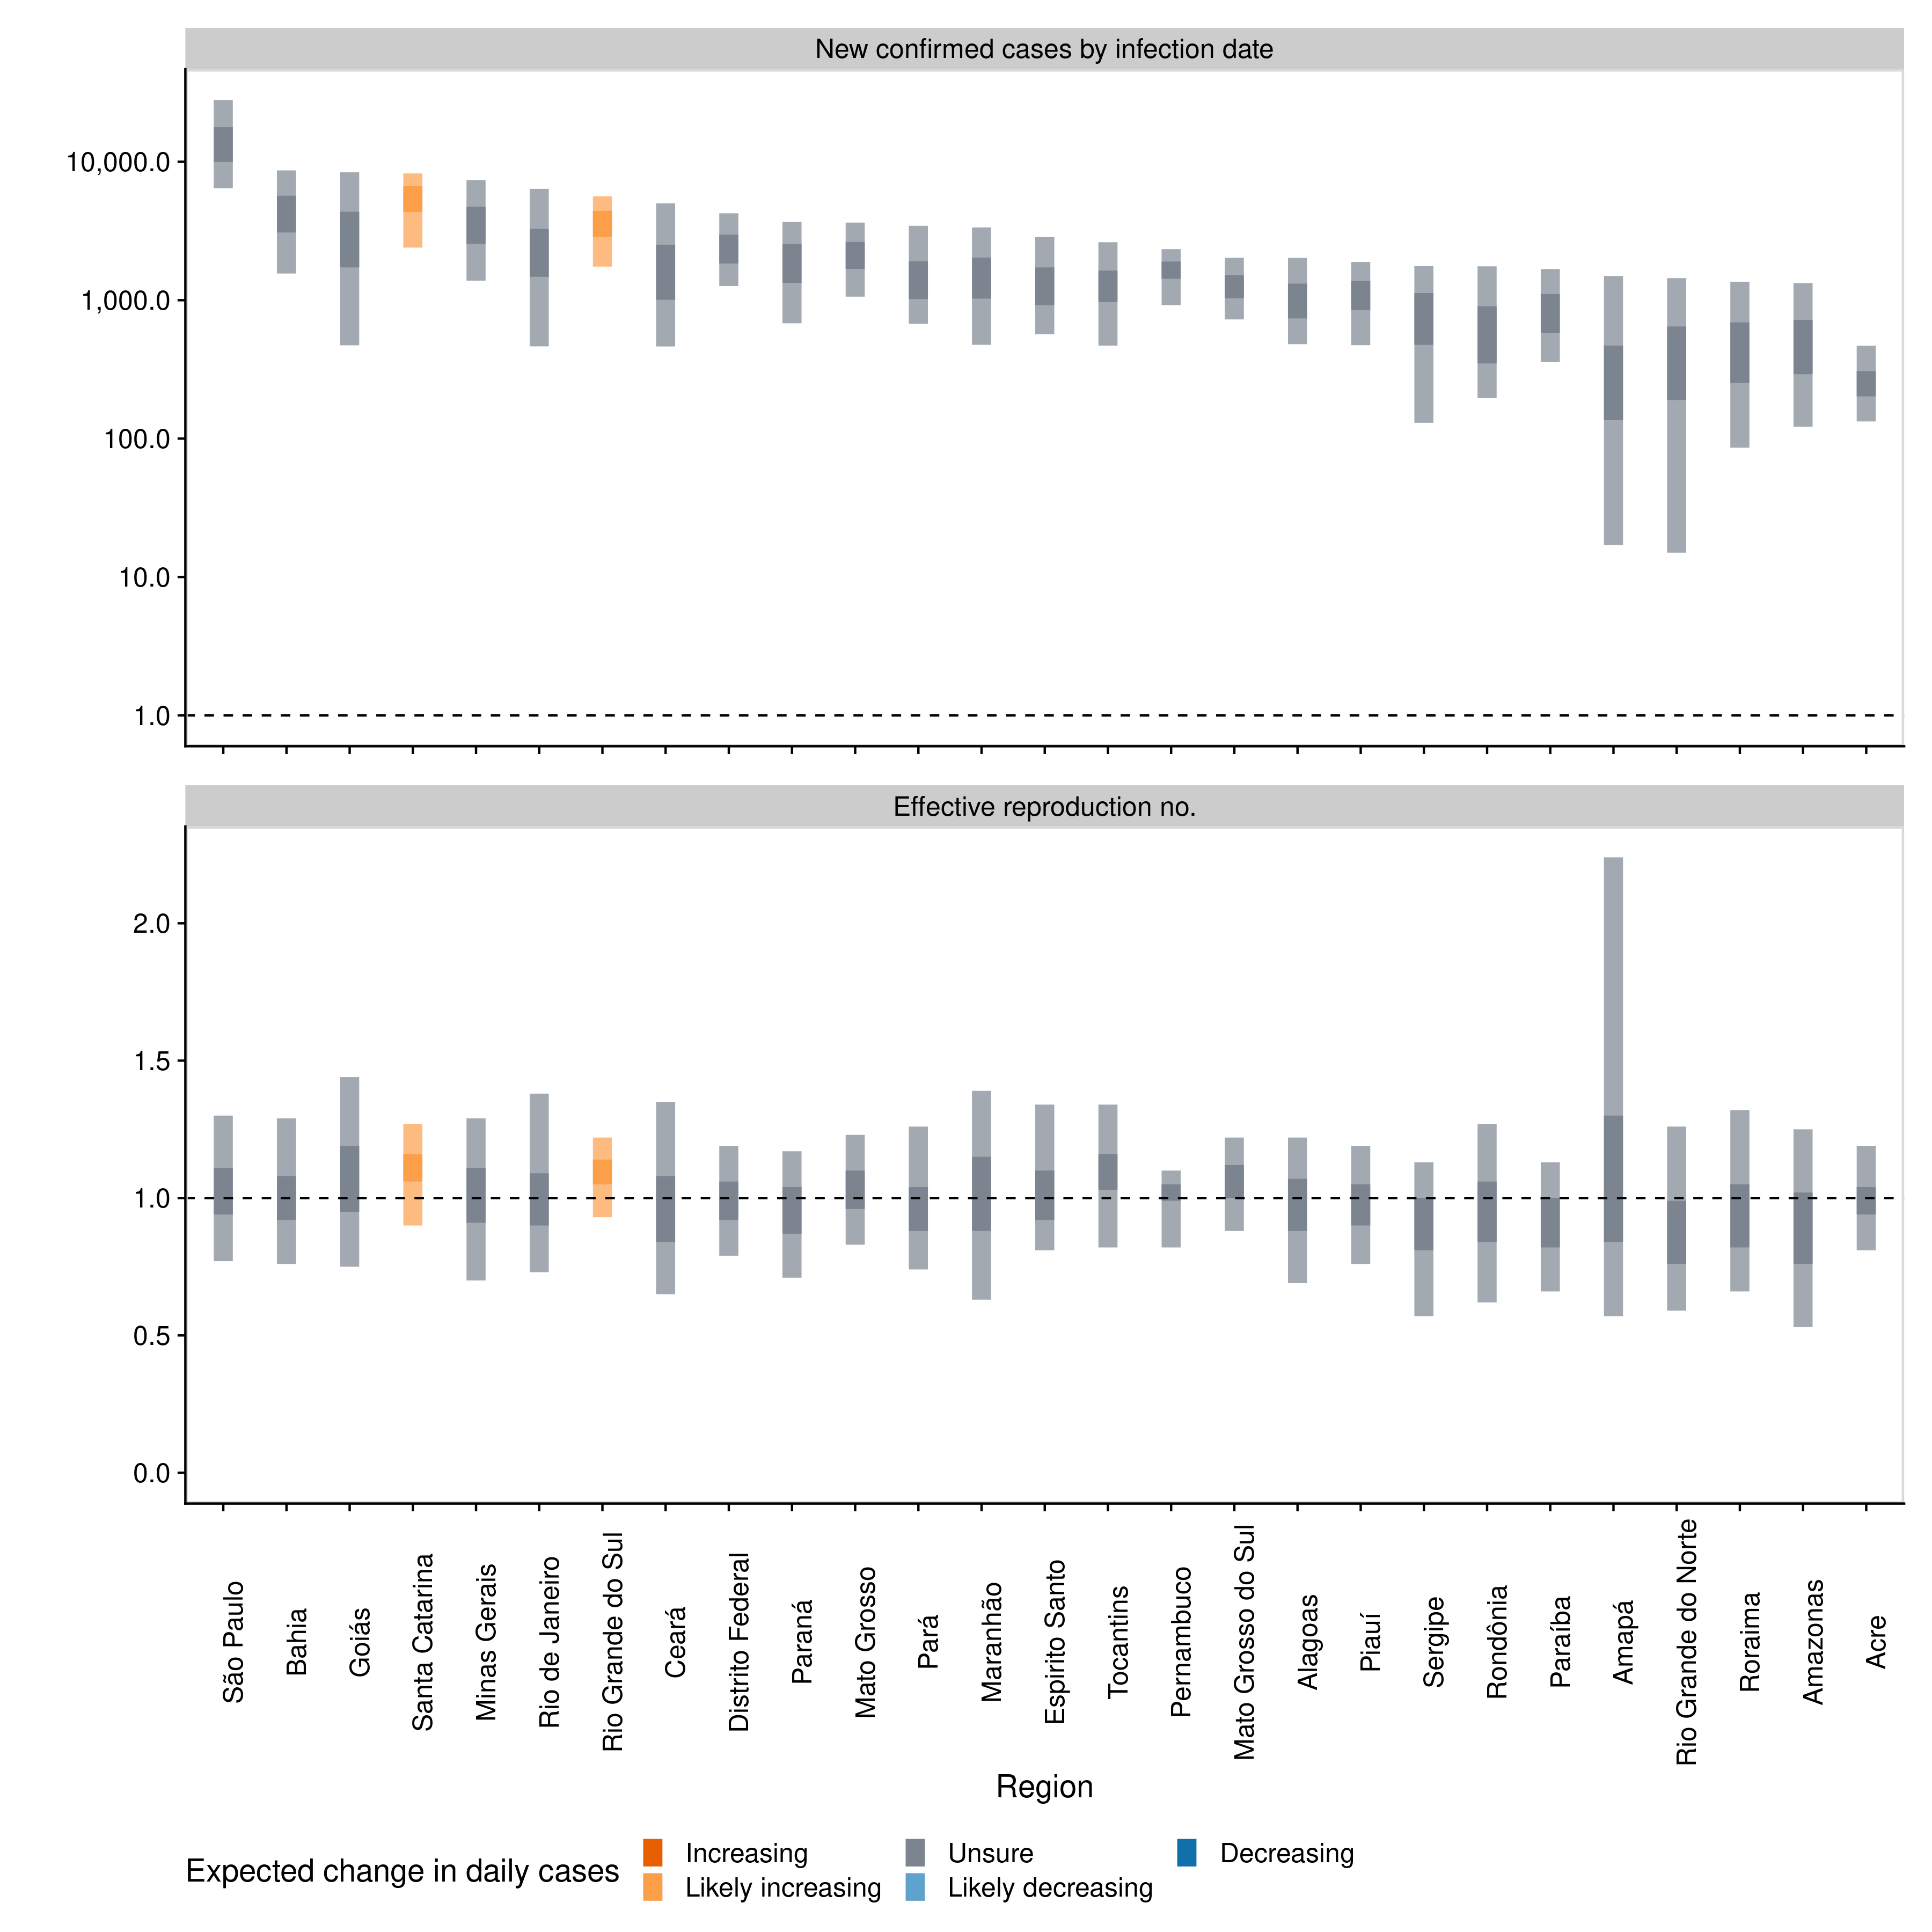 New confirmed cases by infection date
10,000.0
1,000.0
100.0
10.0
1.0
Effective reproduction no.
2.0
1.5
1.0
0.5
0.0
São Paulo
Bahia
Goiás
Santa Catarina
Minas Gerais
Rio de Janeiro
Rio Grande do Sul
Ceará
Distrito Federal
Paraná
Mato Grosso
Pará
Maranhão
Espirito Santo
Tocantins
Pernambuco
Mato Grosso do Sul
Alagoas
Piauí
Sergipe
Rondônia
Paraíba
Amapá
Rio Grande do Norte
Roraima
Amazonas
Acre
Region
Expected change in daily cases
Increasing
Unsure
Decreasing
Likely increasing
Likely decreasing